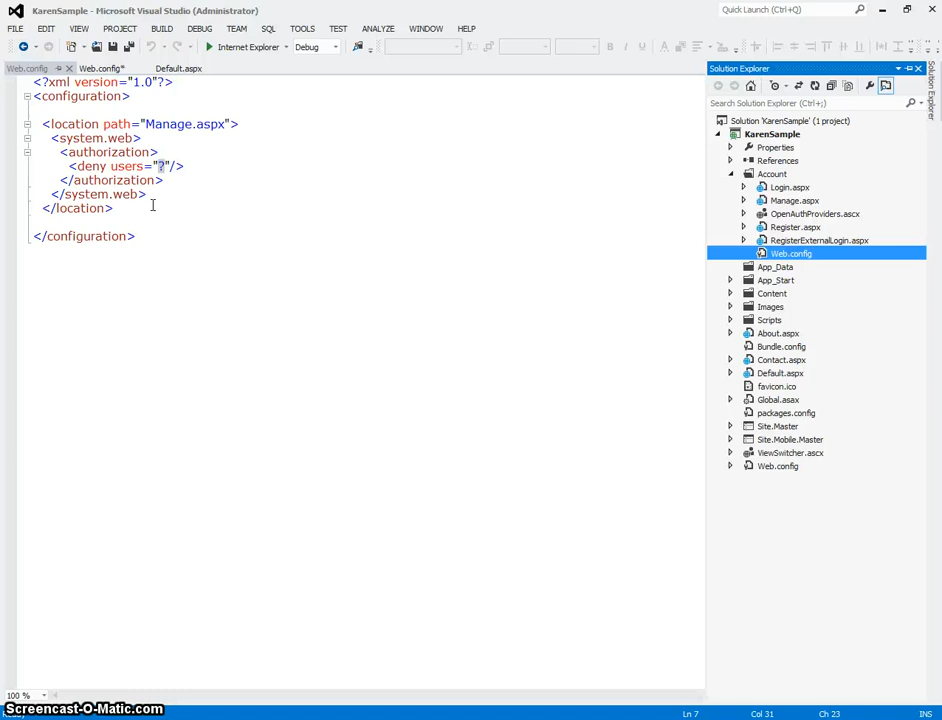 KarenSample - Microsoft Visual Studio (Administrator)
Quick Launch (Ctrl+Q)
FILE EDIT VIEW PROJECT BUILD DEBUG TEAM SQL TOOLS TEST ANALYZE WINDOW HELP
Internet Explorer Debug
Web.config Web.config* Default.aspx
<?xml version="1.0"?>
<configuration>
<location path="Manage.aspx">
<system.web>
<authorization>
<deny users="?"/>
</authorization>
</system.web>
</location>
</configuration>
100 %
Solution Explorer
Search Solution Explorer (Ctrl+;)
Solution 'KarenSample' (1 project)
KarenSample
Properties
References
Account
Login.aspx
Manage.aspx
OpenAuthProviders.ascx
Register.aspx
RegisterExternalLogin.aspx
Web.config
App_Data
App_Start
Content
Images
Scripts
About.aspx
Bundle.config
Contact.aspx
Default.aspx
favicon.ico
Global.asax
packages.config
Site.Master
Site.Mobile.Master
ViewSwitcher.ascx
Web.config
Solution Explorer
Screencast-O-Matic.com
Ln 7 Col 31 Ch 23 INS